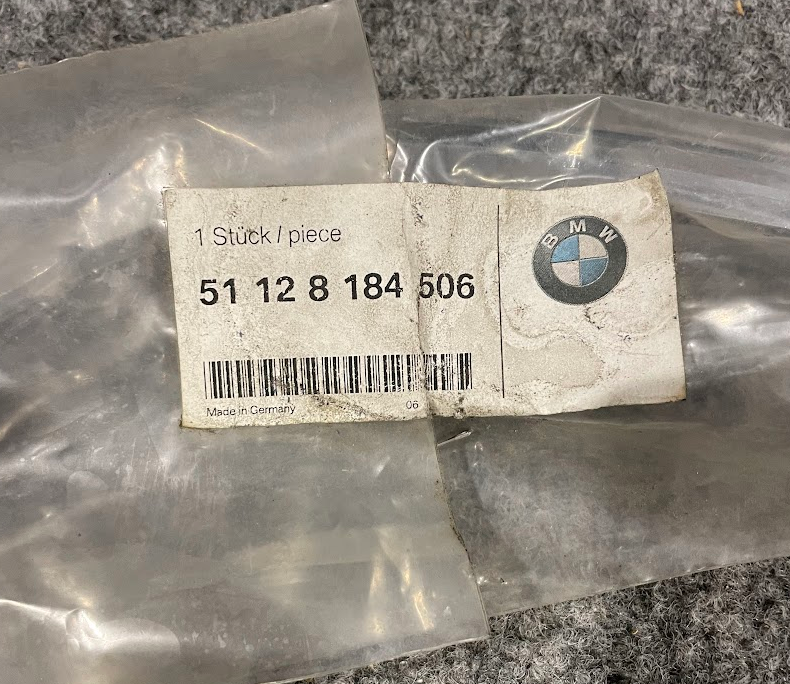 1 Stück / piece
51 12 8 184 506
BMW
Made in Germany 06